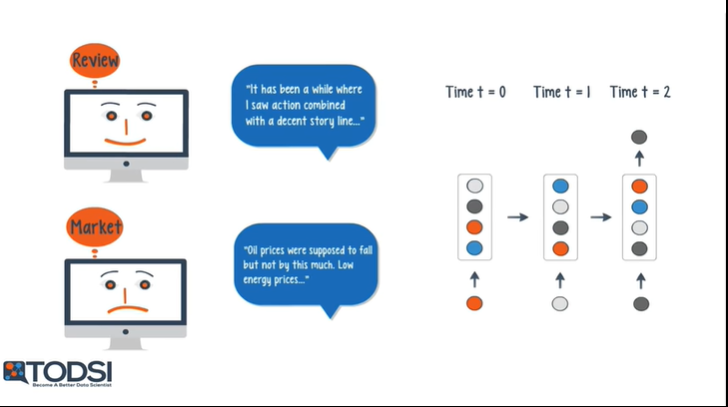 Review
"It has been a while where
I saw action combined
with a decent story line..."
Time t = 0
Time t = 1
Time t = 2
Market
"Oil prices were supposed to fall
but not by this much. Low
energy prices..."
TODSI
Become A Better Data Scientist